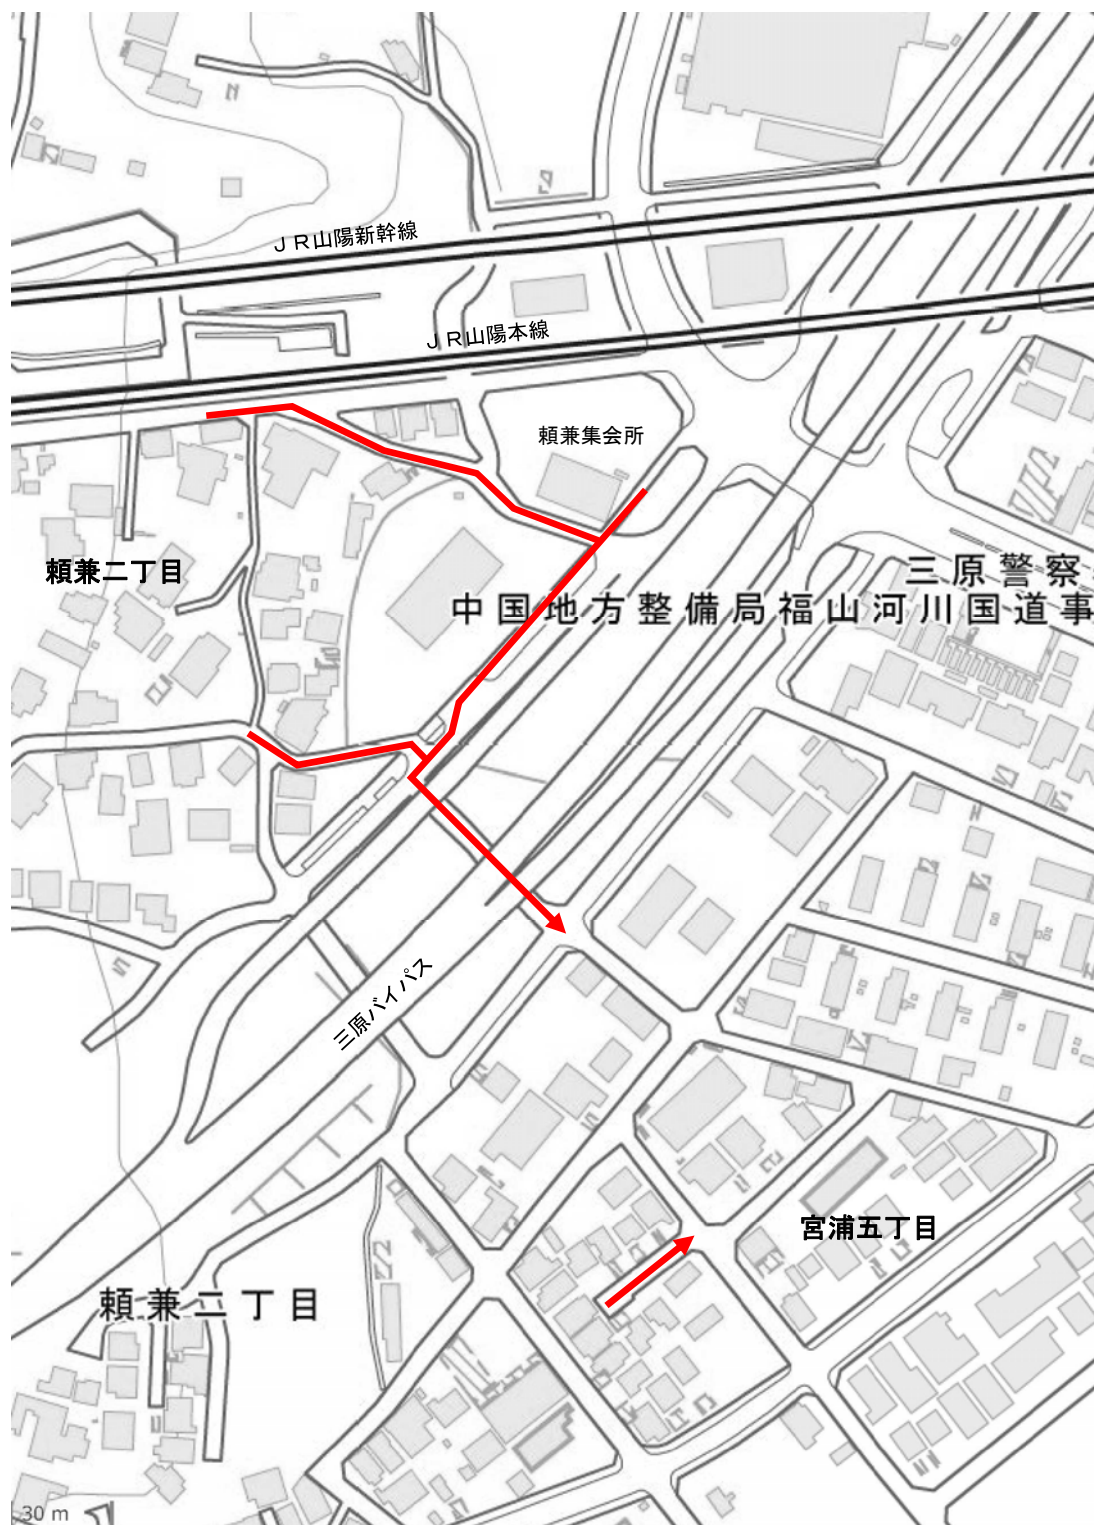 JR山陽新幹線
JR山陽本線
頼兼集会所
頼兼二丁目
三原警察
中国地方整備局福山河川国道事
三原バイパス
宮浦五丁目
頼兼二丁目
30 m